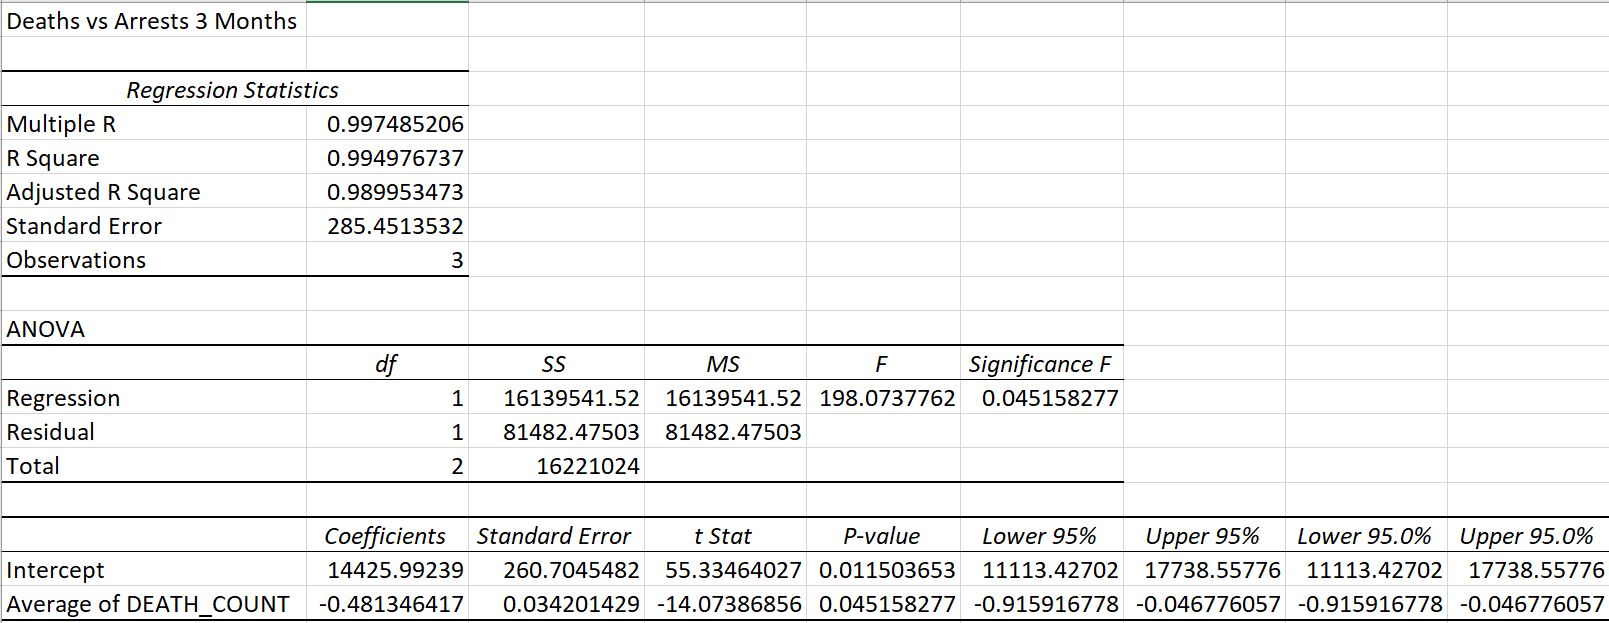 Deaths vs Arrests 3 Months
Regression Statistics
Multiple R 0.997485206
R Square 0.994976737
Adjusted R Square 0.989953473
Standard Error 285.4513532
Observations 3
ANOVA
df SS MS F Significance F
Regression 1 16139541.52 16139541.52 198.0737762 0.045158277
Residual 1 81482.47503 81482.47503
Total 2 16221024
Coefficients Standard Error t Stat P-value Lower 95% Upper 95% Lower 95.0% Upper 95.0%
Intercept 14425.99239 260.7045482 55.33464027 0.011503653 11113.42702 17738.55776 11113.42702 17738.55776
Average of DEATH_COUNT -0.481346417 0.034201429 -14.07386856 0.045158277 -0.915916778 -0.046776057 -0.915916778 -0.046776057